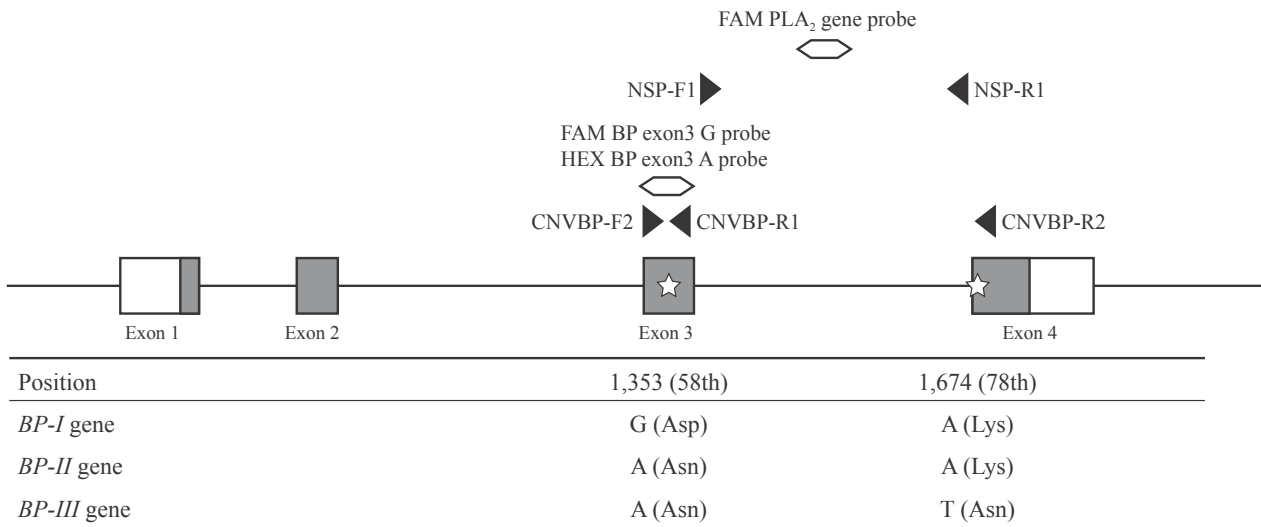 FAM PLA₂ gene probe
NSP-F1 NSP-R1
FAM BP exon3 G probe
HEX BP exon3 A probe
CNVBP-F2 CNVBP-R1 CNVBP-R2
Exon 1 Exon 2 Exon 3 Exon 4
Position 1,353 (58th) 1,674 (78th)
BP-I gene G (Asp) A (Lys)
BP-II gene A (Asn) A (Lys)
BP-III gene A (Asn) T (Asn)